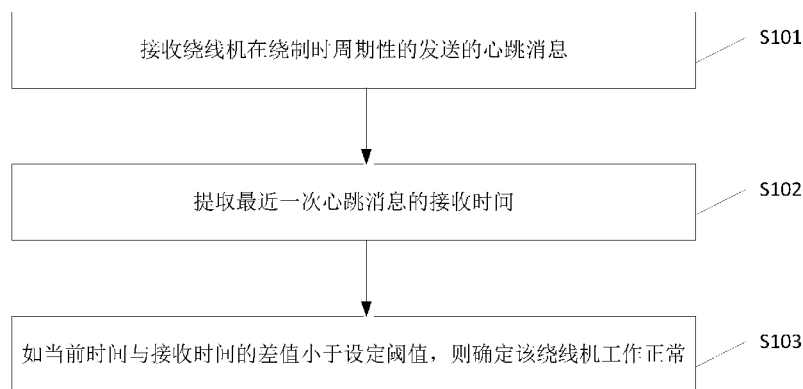 接收绕线机在绕制时周期性的发送的心跳消息
S101
提取最近一次心跳消息的接收时间
S102
如当前时间与接收时间的差值小于设定阈值，则确定该绕线机工作正常
S103